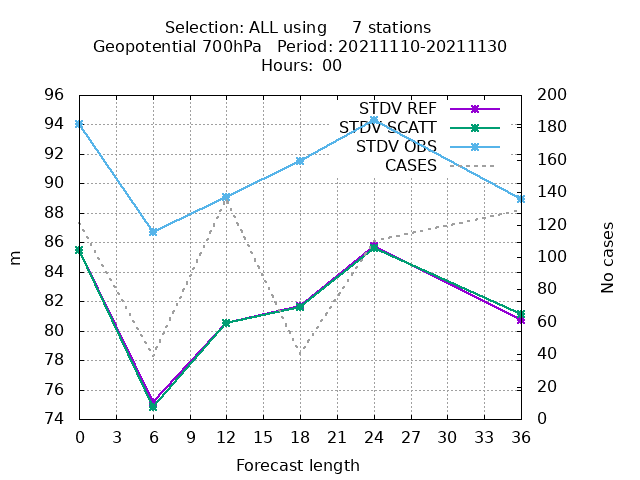 Selection: ALL using     7 stations
Geopotential 700hPa   Period: 20211110-20211130
Hours: 00
96 200
STDV REF
94 180
STDV SCATT
STDV OBS
92 160
CASES
90 140
88 120
86 100
84 80
82 60
80
78 40
76 20
74 0
m
No cases
0 3 6 9 12 15 18 21 24 27 30 33 36
Forecast length